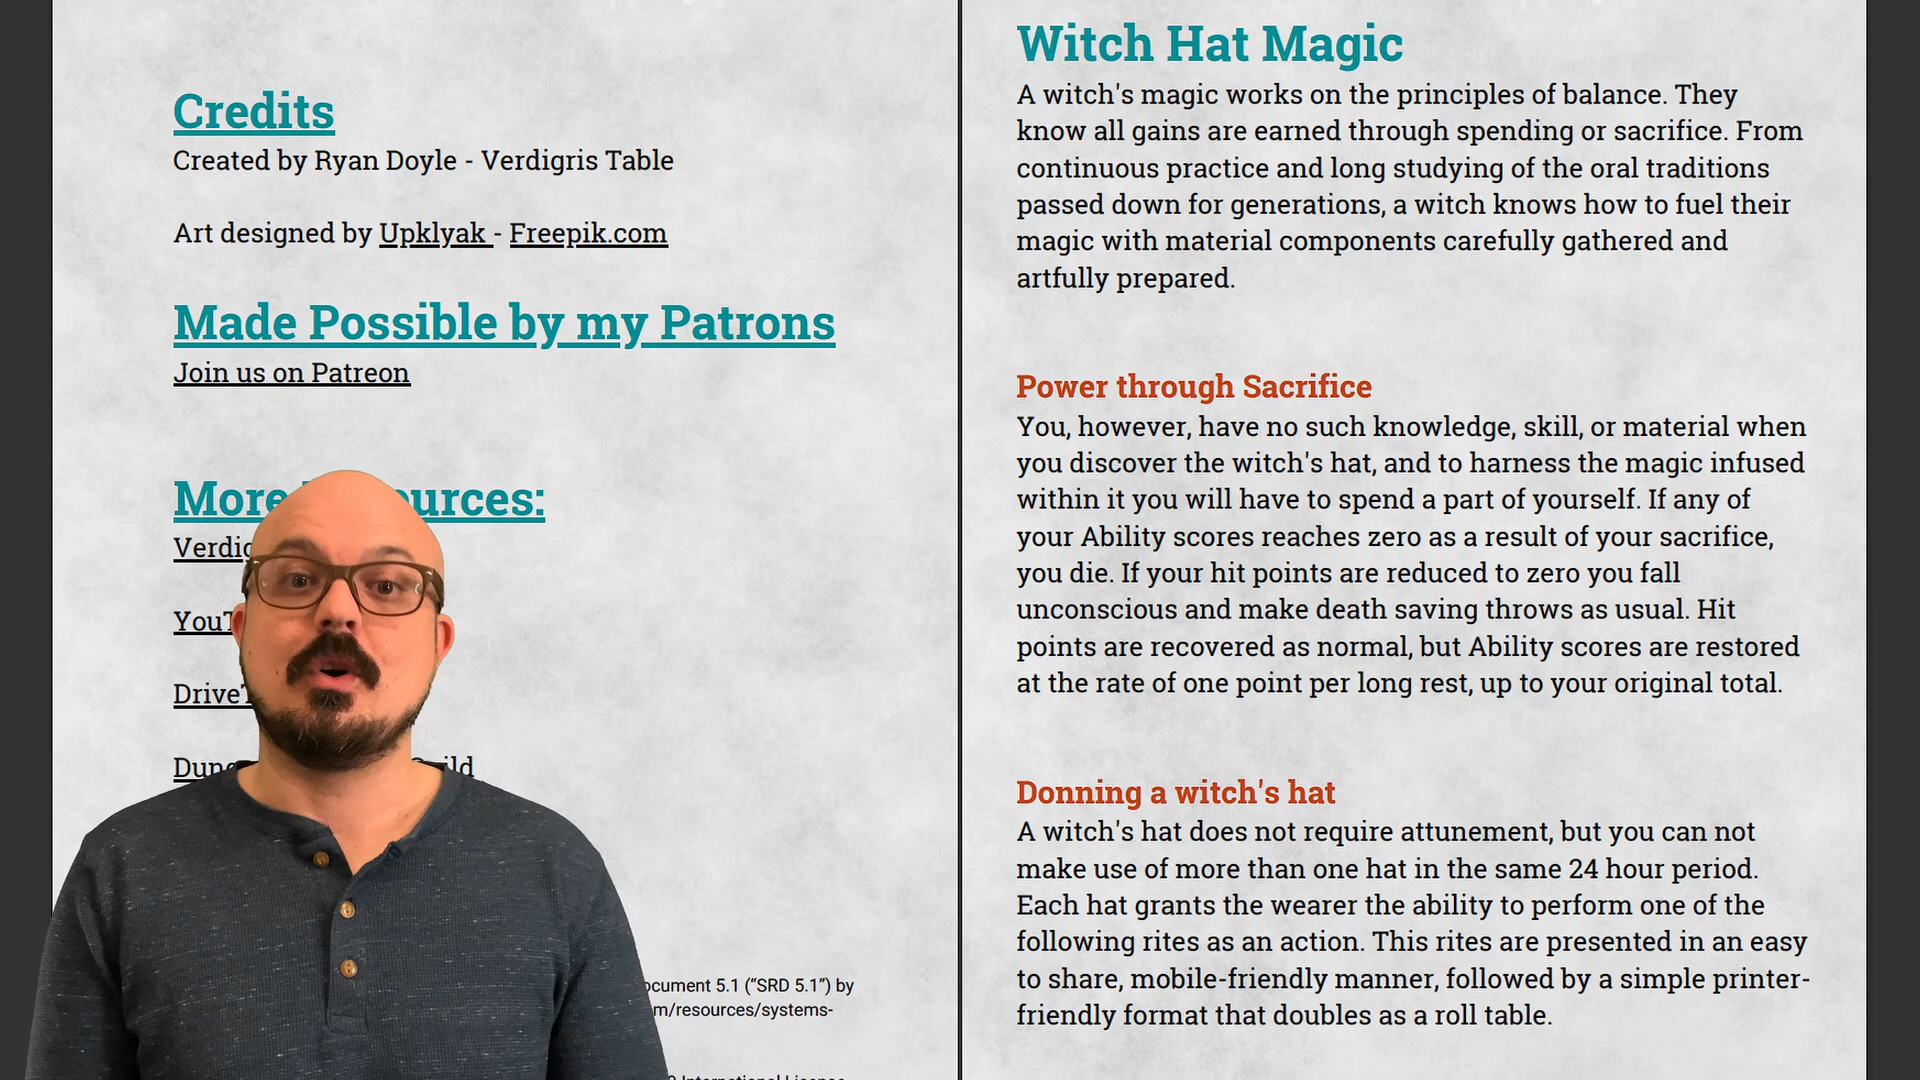 Credits
Created by Ryan Doyle - Verdigris Table
Art designed by Upklyak - Freepik.com
Made Possible by my Patrons
Join us on Patreon
More
YouT
ocument 5.1 (“SRD 5.1”) by
m/resources/systems-
International License
Witch Hat Magic
A witch's magic works on the principles of balance. They
know all gains are earned through spending or sacrifice. From
continuous practice and long studying of the oral traditions
passed down for generations, a witch knows how to fuel their
magic with material components carefully gathered and
artfully prepared.
Power through Sacrifice
You, however, have no such knowledge, skill, or material when
you discover the witch's hat, and to harness the magic infused
within it you will have to spend a part of yourself. If any of
your Ability scores reaches zero as a result of your sacrifice,
you die. If your hit points are reduced to zero you fall
unconscious and make death saving throws as usual. Hit
points are recovered as normal, but Ability scores are restored
at the rate of one point per long rest, up to your original total.
Donning a witch's hat
A witch's hat does not require attunement, but you can not
make use of more than one hat in the same 24 hour period.
Each hat grants the wearer the ability to perform one of the
following rites as an action. This rites are presented in an easy
to share, mobile-friendly manner, followed by a simple printer-
friendly format that doubles as a roll table.